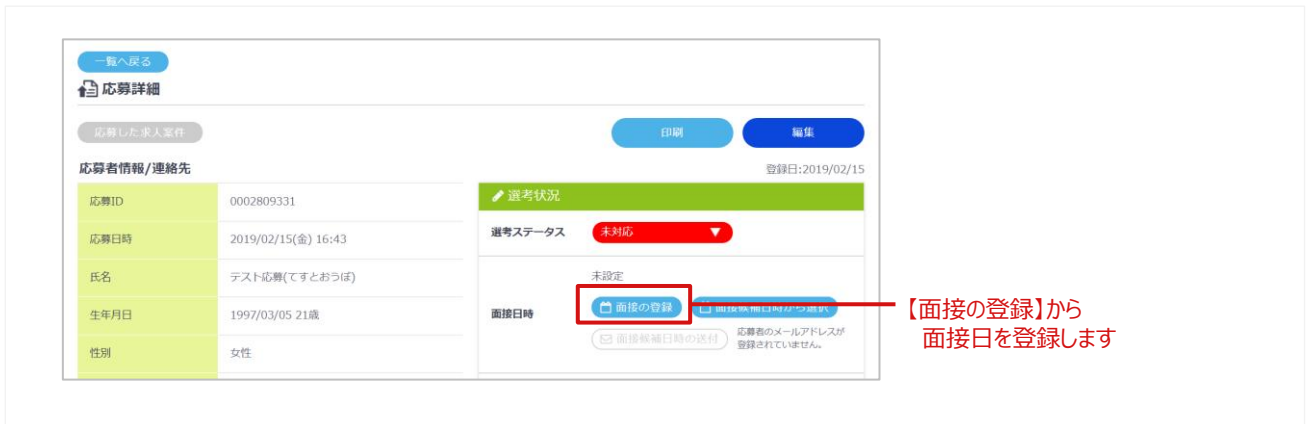 一覧へ戻る
応募詳細
応募した求人案件
印刷
編集
応募者情報/連絡先
登録日:2019/02/15
応募ID
0002809331
応募日時
2019/02/15(金) 16:43
氏名
テスト応募(てすとおうぼ)
生年月日
1997/03/05 21歳
性別
女性
選考状況
選考ステータス
未対応
面接日時
未設定
面接の登録
面接候補日時から選択
面接候補日時の送付
応募者のメールアドレスが
登録されていません。
【面接の登録】から
面接日を登録します